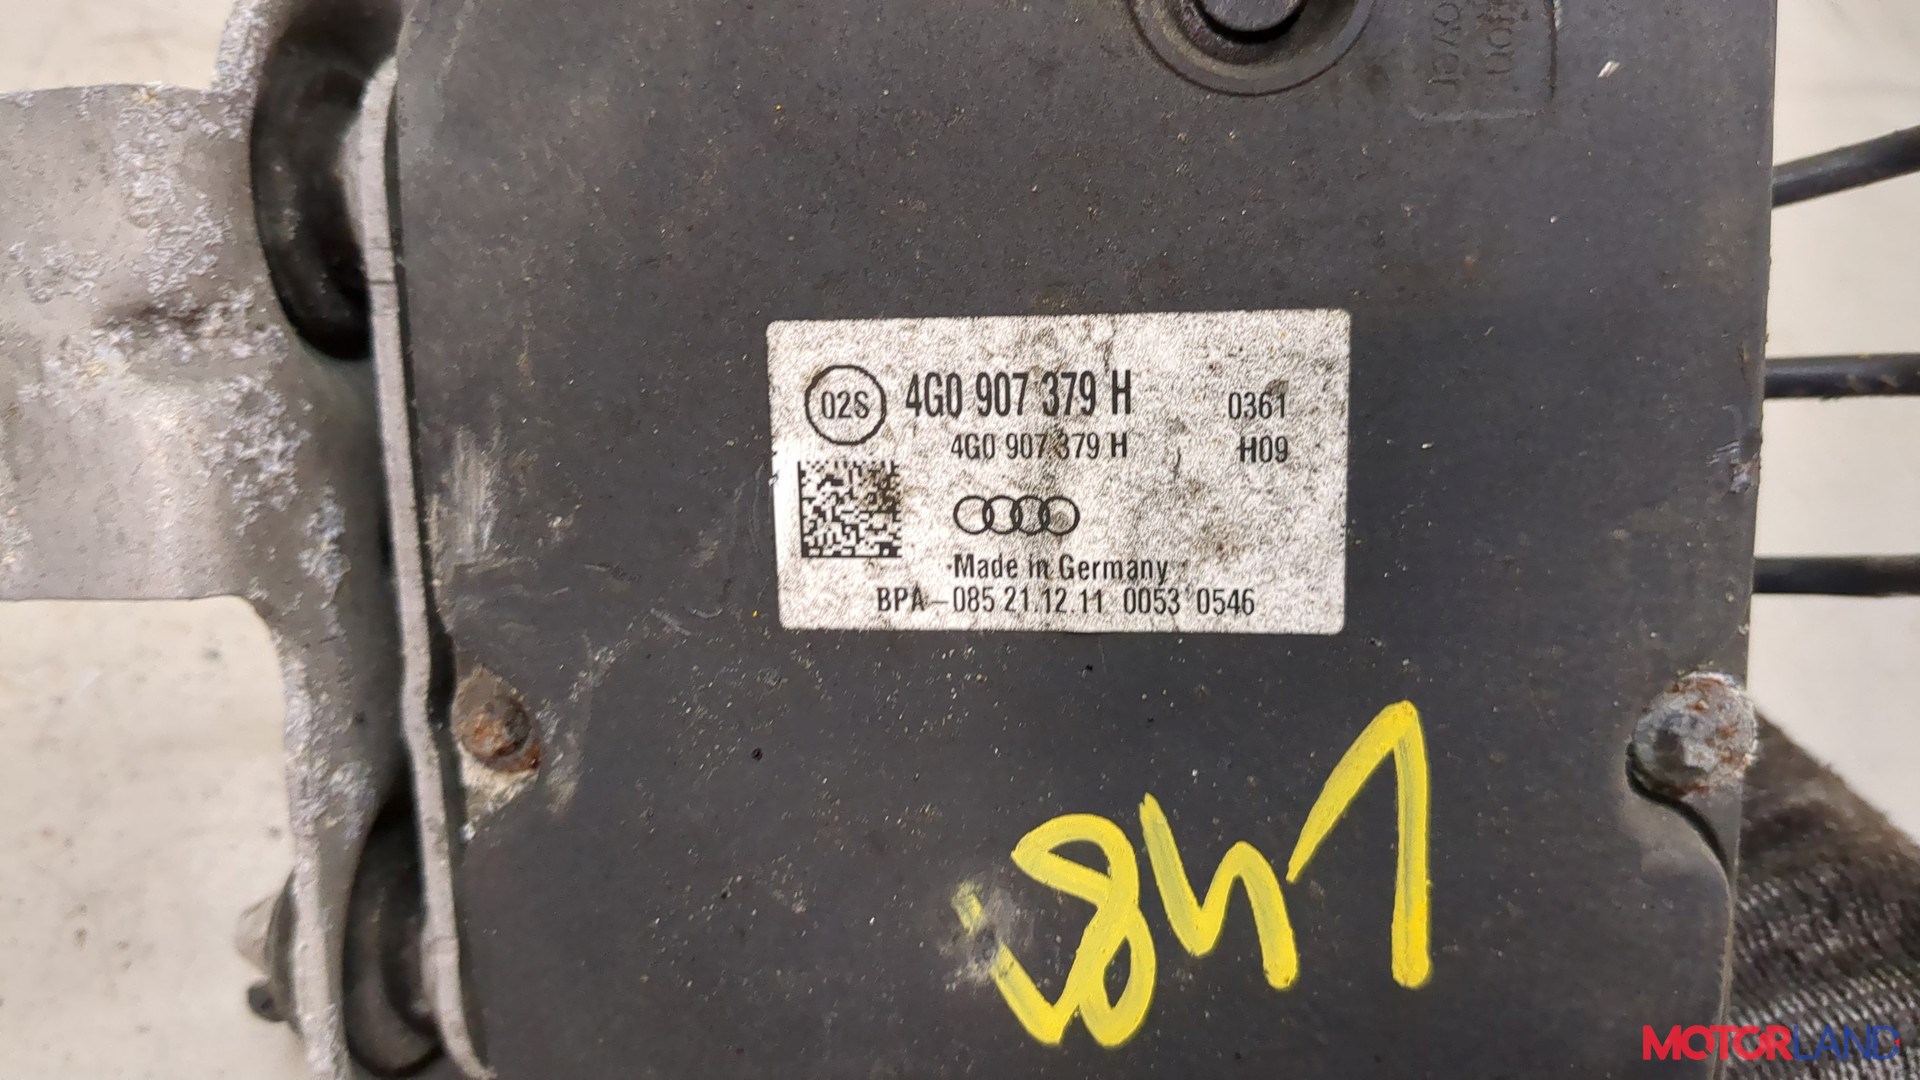 02S
4G0 907 379 H
0361
4G0 907 379 H
H09
Made in Germany
BPA-085 21.12.11 0053 0546
MOTORLAND